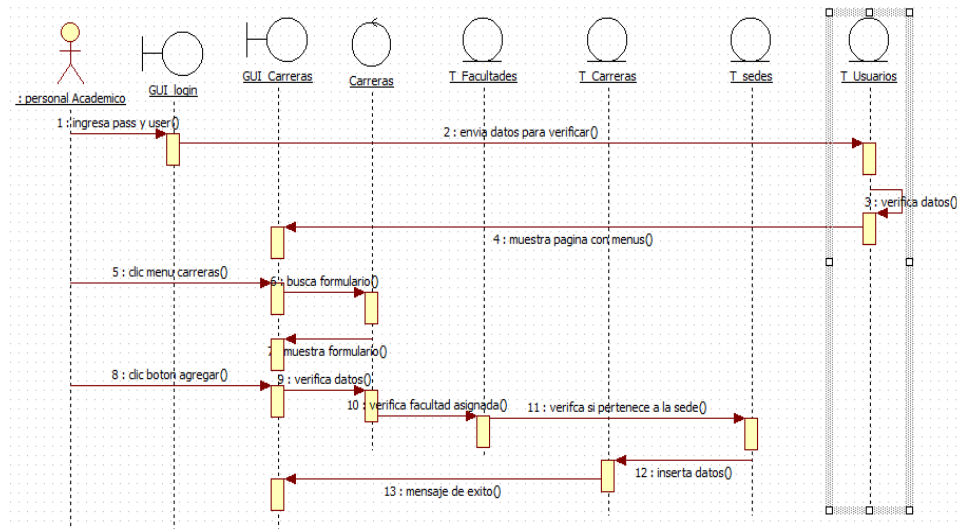 : personal Academico
GUI_login
GUI_Carreras
Carreras
T_Facultades
T_Carreras
T_sedes
T_Usuarios
1 : ingresa pass y user()
2 : envia datos para verificar()
3 : verifica datos()
4 : muestra pagina con menus()
5 : clic menu carreras()
6 : busca formulario()
7 : muestra formulario()
8 : clic boton agregar()
9 : verifica datos()
10 : verifica facultad asignada()
11 : verifca si pertenece a la sede()
12 : inserta datos()
13 : mensaje de exito()